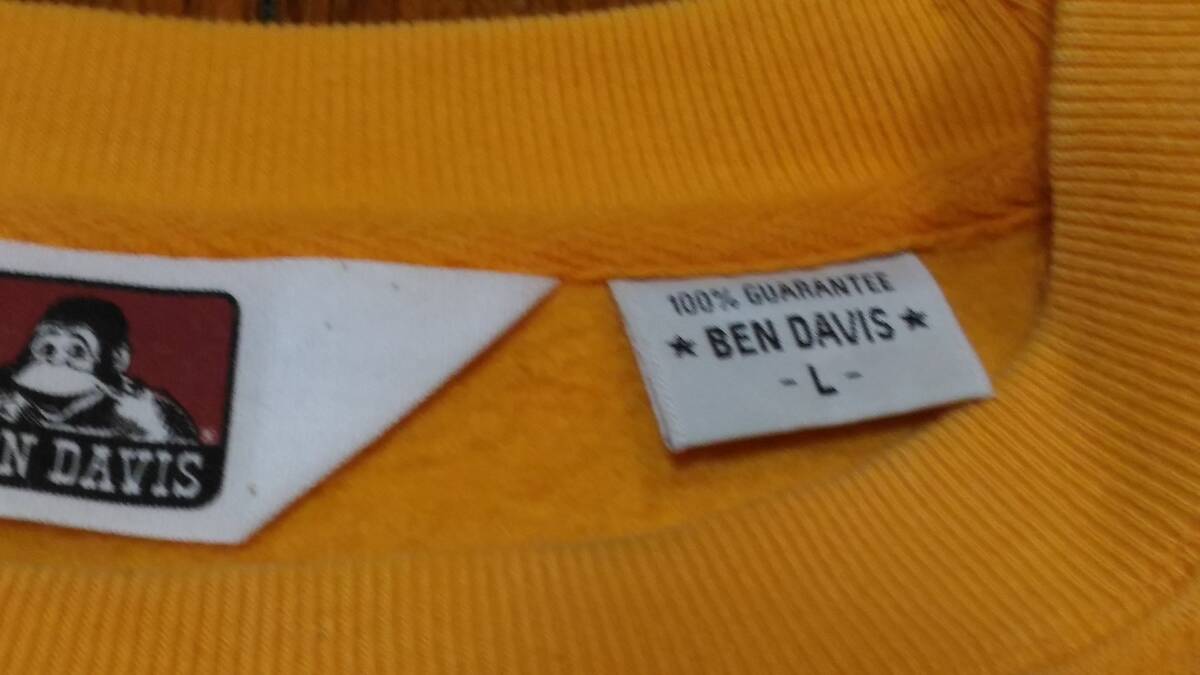 N DAVIS
®
100% GUARANTEE
★ BEN DAVIS ★
- L -